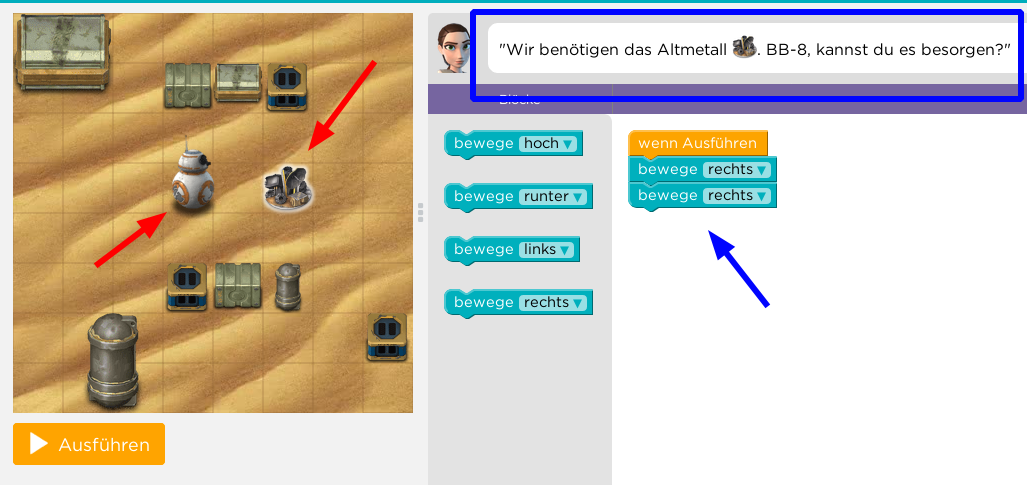 "Wir benötigen das Altmetall . BB-8, kannst du es besorgen?"
Blöcke
bewege hoch
bewege runter
bewege links
bewege rechts
wenn Ausführen
bewege rechts
bewege rechts
Ausführen